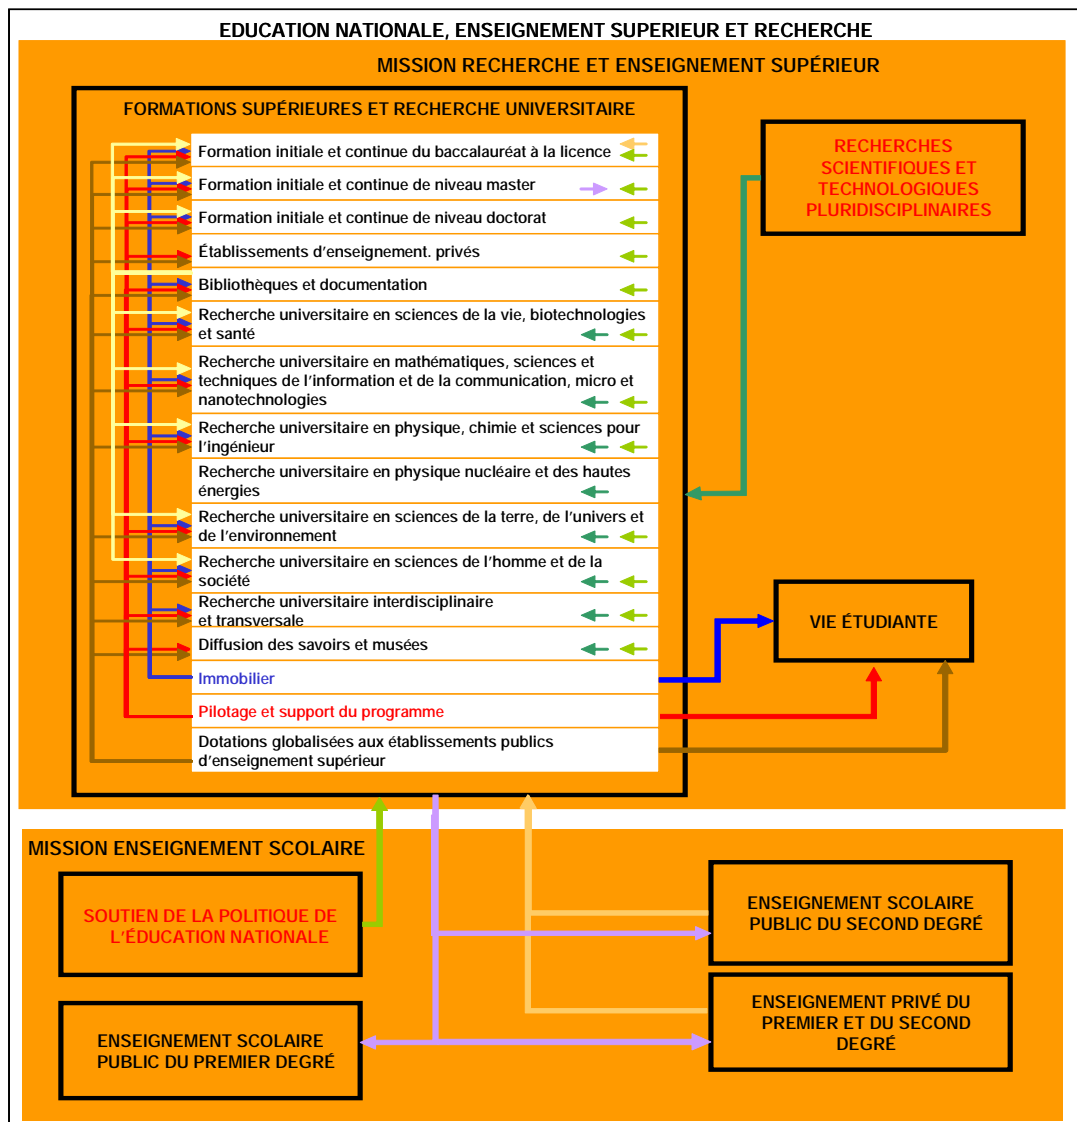 EDUCATION NATIONALE, ENSEIGNEMENT SUPERIEUR ET RECHERCHE
MISSION RECHERCHE ET ENSEIGNEMENT SUPÉRIEUR
FORMATIONS SUPÉRIEURES ET RECHERCHE UNIVERSITAIRE
Formation initiale et continue du baccalauréat à la licence
Formation initiale et continue de niveau master
Formation initiale et continue de niveau doctorat
Établissements d'enseignement. privés
Bibliothèques et documentation
Recherche universitaire en sciences de la vie, biotechnologies
et santé
Recherche universitaire en mathématiques, sciences et
techniques de l'information et de la communication, micro et
nanotechnologies
Recherche universitaire en physique, chimie et sciences pour
l'ingénieur
Recherche universitaire en physique nucléaire et des hautes
énergies
Recherche universitaire en sciences de la terre, de l'univers et
de l'environnement
Recherche universitaire en sciences de l'homme et de la
société
Recherche universitaire interdisciplinaire
et transversale
Diffusion des savoirs et musées
Immobilier
Pilotage et support du programme
Dotations globalisées aux établissements publics
d'enseignement supérieur
RECHERCHES
SCIENTIFIQUES ET
TECHNOLOGIQUES
PLURIDISCIPLINAIRES
VIE ÉTUDIANTE
MISSION ENSEIGNEMENT SCOLAIRE
SOUTIEN DE LA POLITIQUE DE
L'ÉDUCATION NATIONALE
ENSEIGNEMENT SCOLAIRE
PUBLIC DU SECOND DEGRÉ
ENSEIGNEMENT SCOLAIRE
PUBLIC DU PREMIER DEGRÉ
ENSEIGNEMENT PRIVÉ DU
PREMIER ET DU SECOND
DEGRÉ